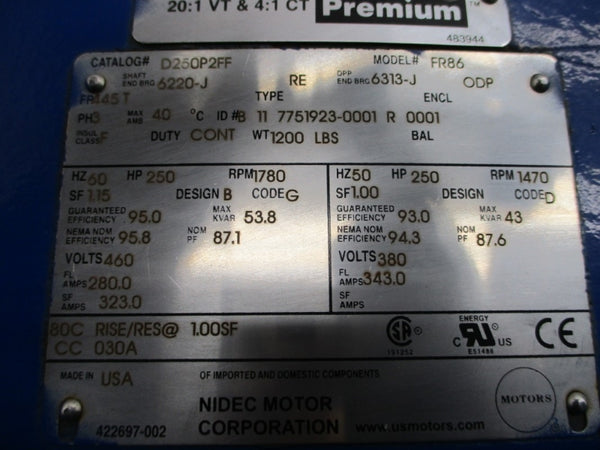 20:1 VT & 4:1 CT
Premium™
483944
CATALOG# D250P2FF MODEL# FR86
SHAFT END BRG 6220-J RE OPP END BRG 6313-J ODP
FR 445T TYPE ENCL
PH 3 MAX AMB 40 °C ID# B 11 7751923-0001 R 0001
INSUL CLASS F DUTY CONT WT 1200 LBS BAL
HZ 60 HP 250 RPM 1780 HZ 50 HP 250 RPM 1470
SF 1.15 DESIGN B CODE G SF 1.00 DESIGN CODE D
GUARANTEED EFFICIENCY 95.0 MAX KVAR 53.8 GUARANTEED EFFICIENCY 93.0 MAX KVAR 43
NEMA NOM EFFICIENCY 95.8 NOM PF 87.1 NEMA NOM EFFICIENCY 94.3 NOM PF 87.6
VOLTS 460 VOLTS 380
FL AMPS 280.0 FL AMPS 343.0
SF AMPS 323.0 SF AMPS
80C RISE/RES@ 1.00SF
CC 030A
SA 191252
ENERGY
C UR US
E51488
CE
MADE IN USA OF IMPORTED AND DOMESTIC COMPONENTS
MOTORS
NIDEC MOTOR
422697-002 CORPORATION www.usmotors.com